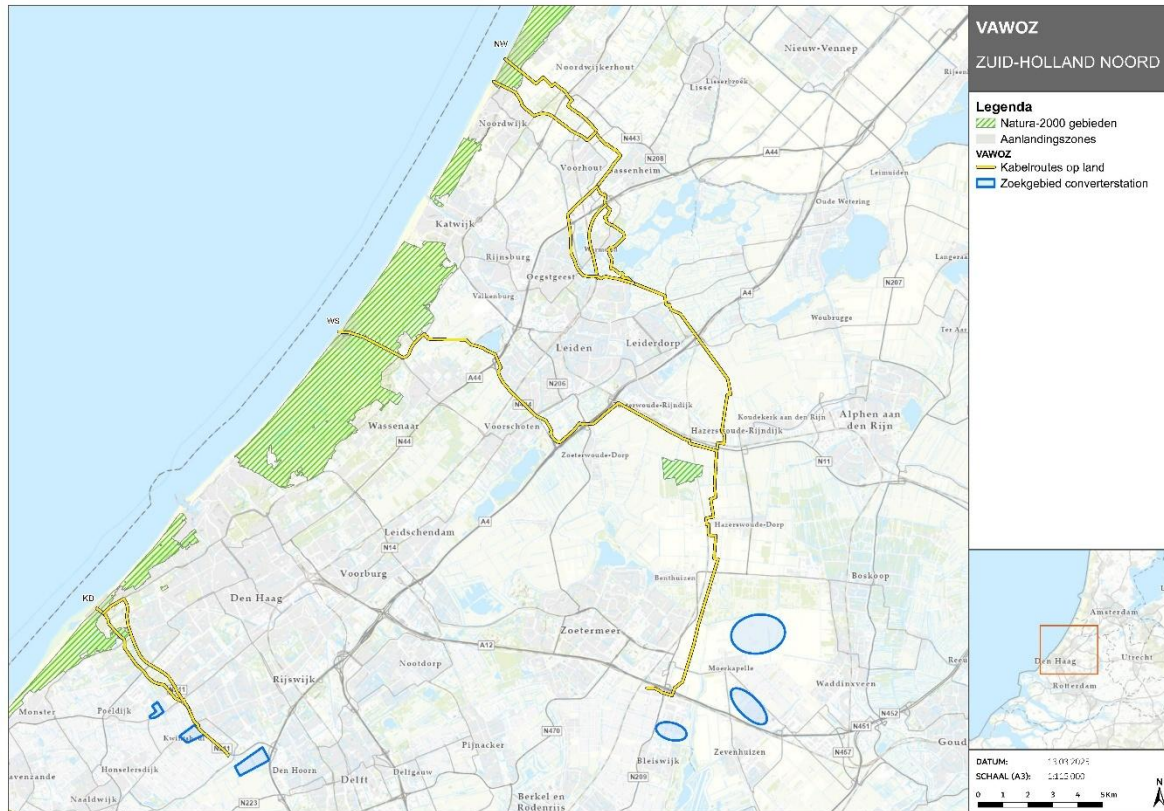 VAWOZ
ZUID-HOLLAND NOORD
Legenda
Natura-2000 gebieden
Aanlandingszones
VAWOZ
Kabelroutes op land
Zoekgebied converterstation
NW
Nieuw-Vennep
Noordwijkerhout
Lisse
Lisserbroek
Noordwijk
N443
N208
A44
Voorhout
Leimuiden
Oude Wetering
Katwijk
Rijnsburg
Oegstgeest
Valkenburg
N207
A4
Woubrugge
WS
Leiden
Leiderdorp
A44
N206
Koudekerk aan den Rijn
Alphen aan
den Rijn
Hazerswoude-Rijndijk
Wassenaar
N44
Voorschoten
Zoeterwoude-Dorp
N11
Hazerswoude-Dorp
Leidschendam
A4
N14
Voorburg
Benthuizen
Boskoop
KD
Den Haag
Zoetermeer
A12
Nootdorp
Moerkapelle
Waddinxveen
Rijswijk
Monster
Poeldijk
N452
N451
N470
Pijnacker
Zevenhuizen
N457
Honselersdijk
Den Hoorn
Delft
Delfgauw
Bleiswijk
N209
Naaldwijk
N223
Berkel en
Rodenrijs
Amsterdam
Den Haag
Utrecht
Rotterdam
DATUM:
SCHAAL (A3):
0 1 2 3 4 5Km
N